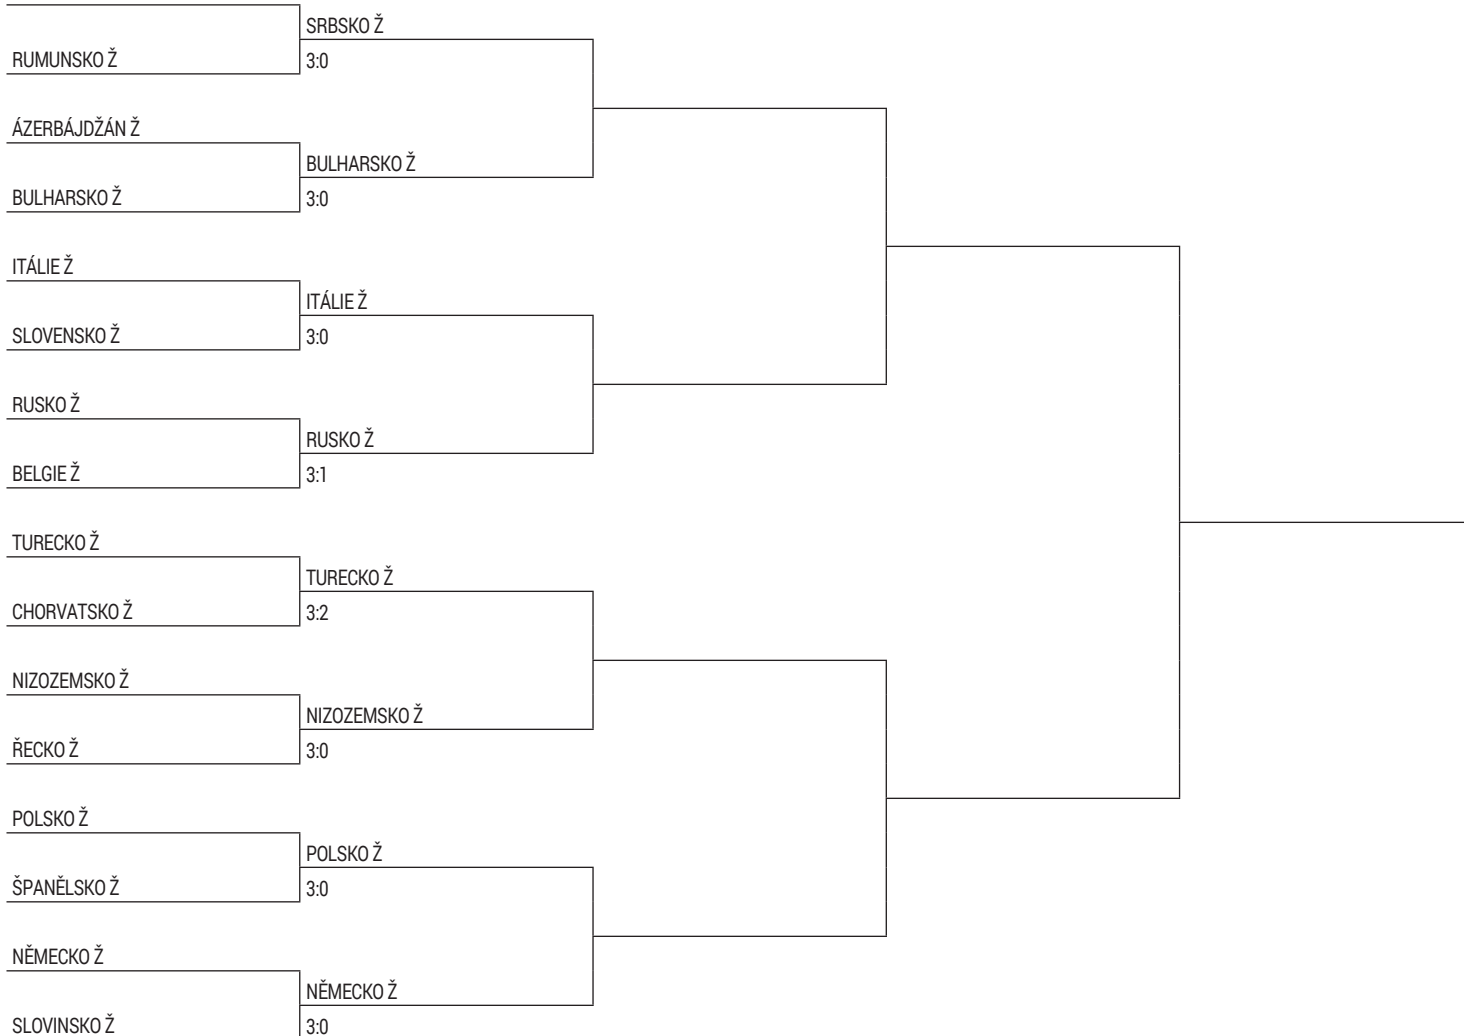 SRBSKO Ž
RUMUNSKO Ž
3:0
ÁZERBÁJDŽÁN Ž
BULHARSKO Ž
BULHARSKO Ž
3:0
ITÁLIE Ž
ITÁLIE Ž
SLOVENSKO Ž
3:0
RUSKO Ž
RUSKO Ž
BELGIE Ž
3:1
TURECKO Ž
TURECKO Ž
CHORVATSKO Ž
3:2
NIZOZEMSKO Ž
NIZOZEMSKO Ž
ŘECKO Ž
3:0
POLSKO Ž
POLSKO Ž
ŠPANĚLSKO Ž
3:0
NĚMECKO Ž
NĚMECKO Ž
SLOVINSKO Ž
3:0